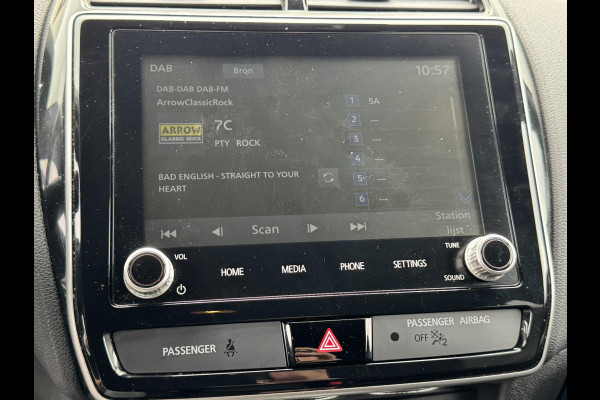 DAB
Bron
10:57
DAB-DAB DAB-FM
ArrowClassicRock
1 5A
2 ---
3 ---
4 ---
5 ---
6 ---
ARROW
CLASSIC ROCK
7C
PTY ROCK
BAD ENGLISH - STRAIGHT TO YOUR
HEART
Scan
Station
lijst
VOL
TUNE
HOME
MEDIA
PHONE
SETTINGS
SOUND
PASSENGER
PASSENGER AIRBAG
OFF
2